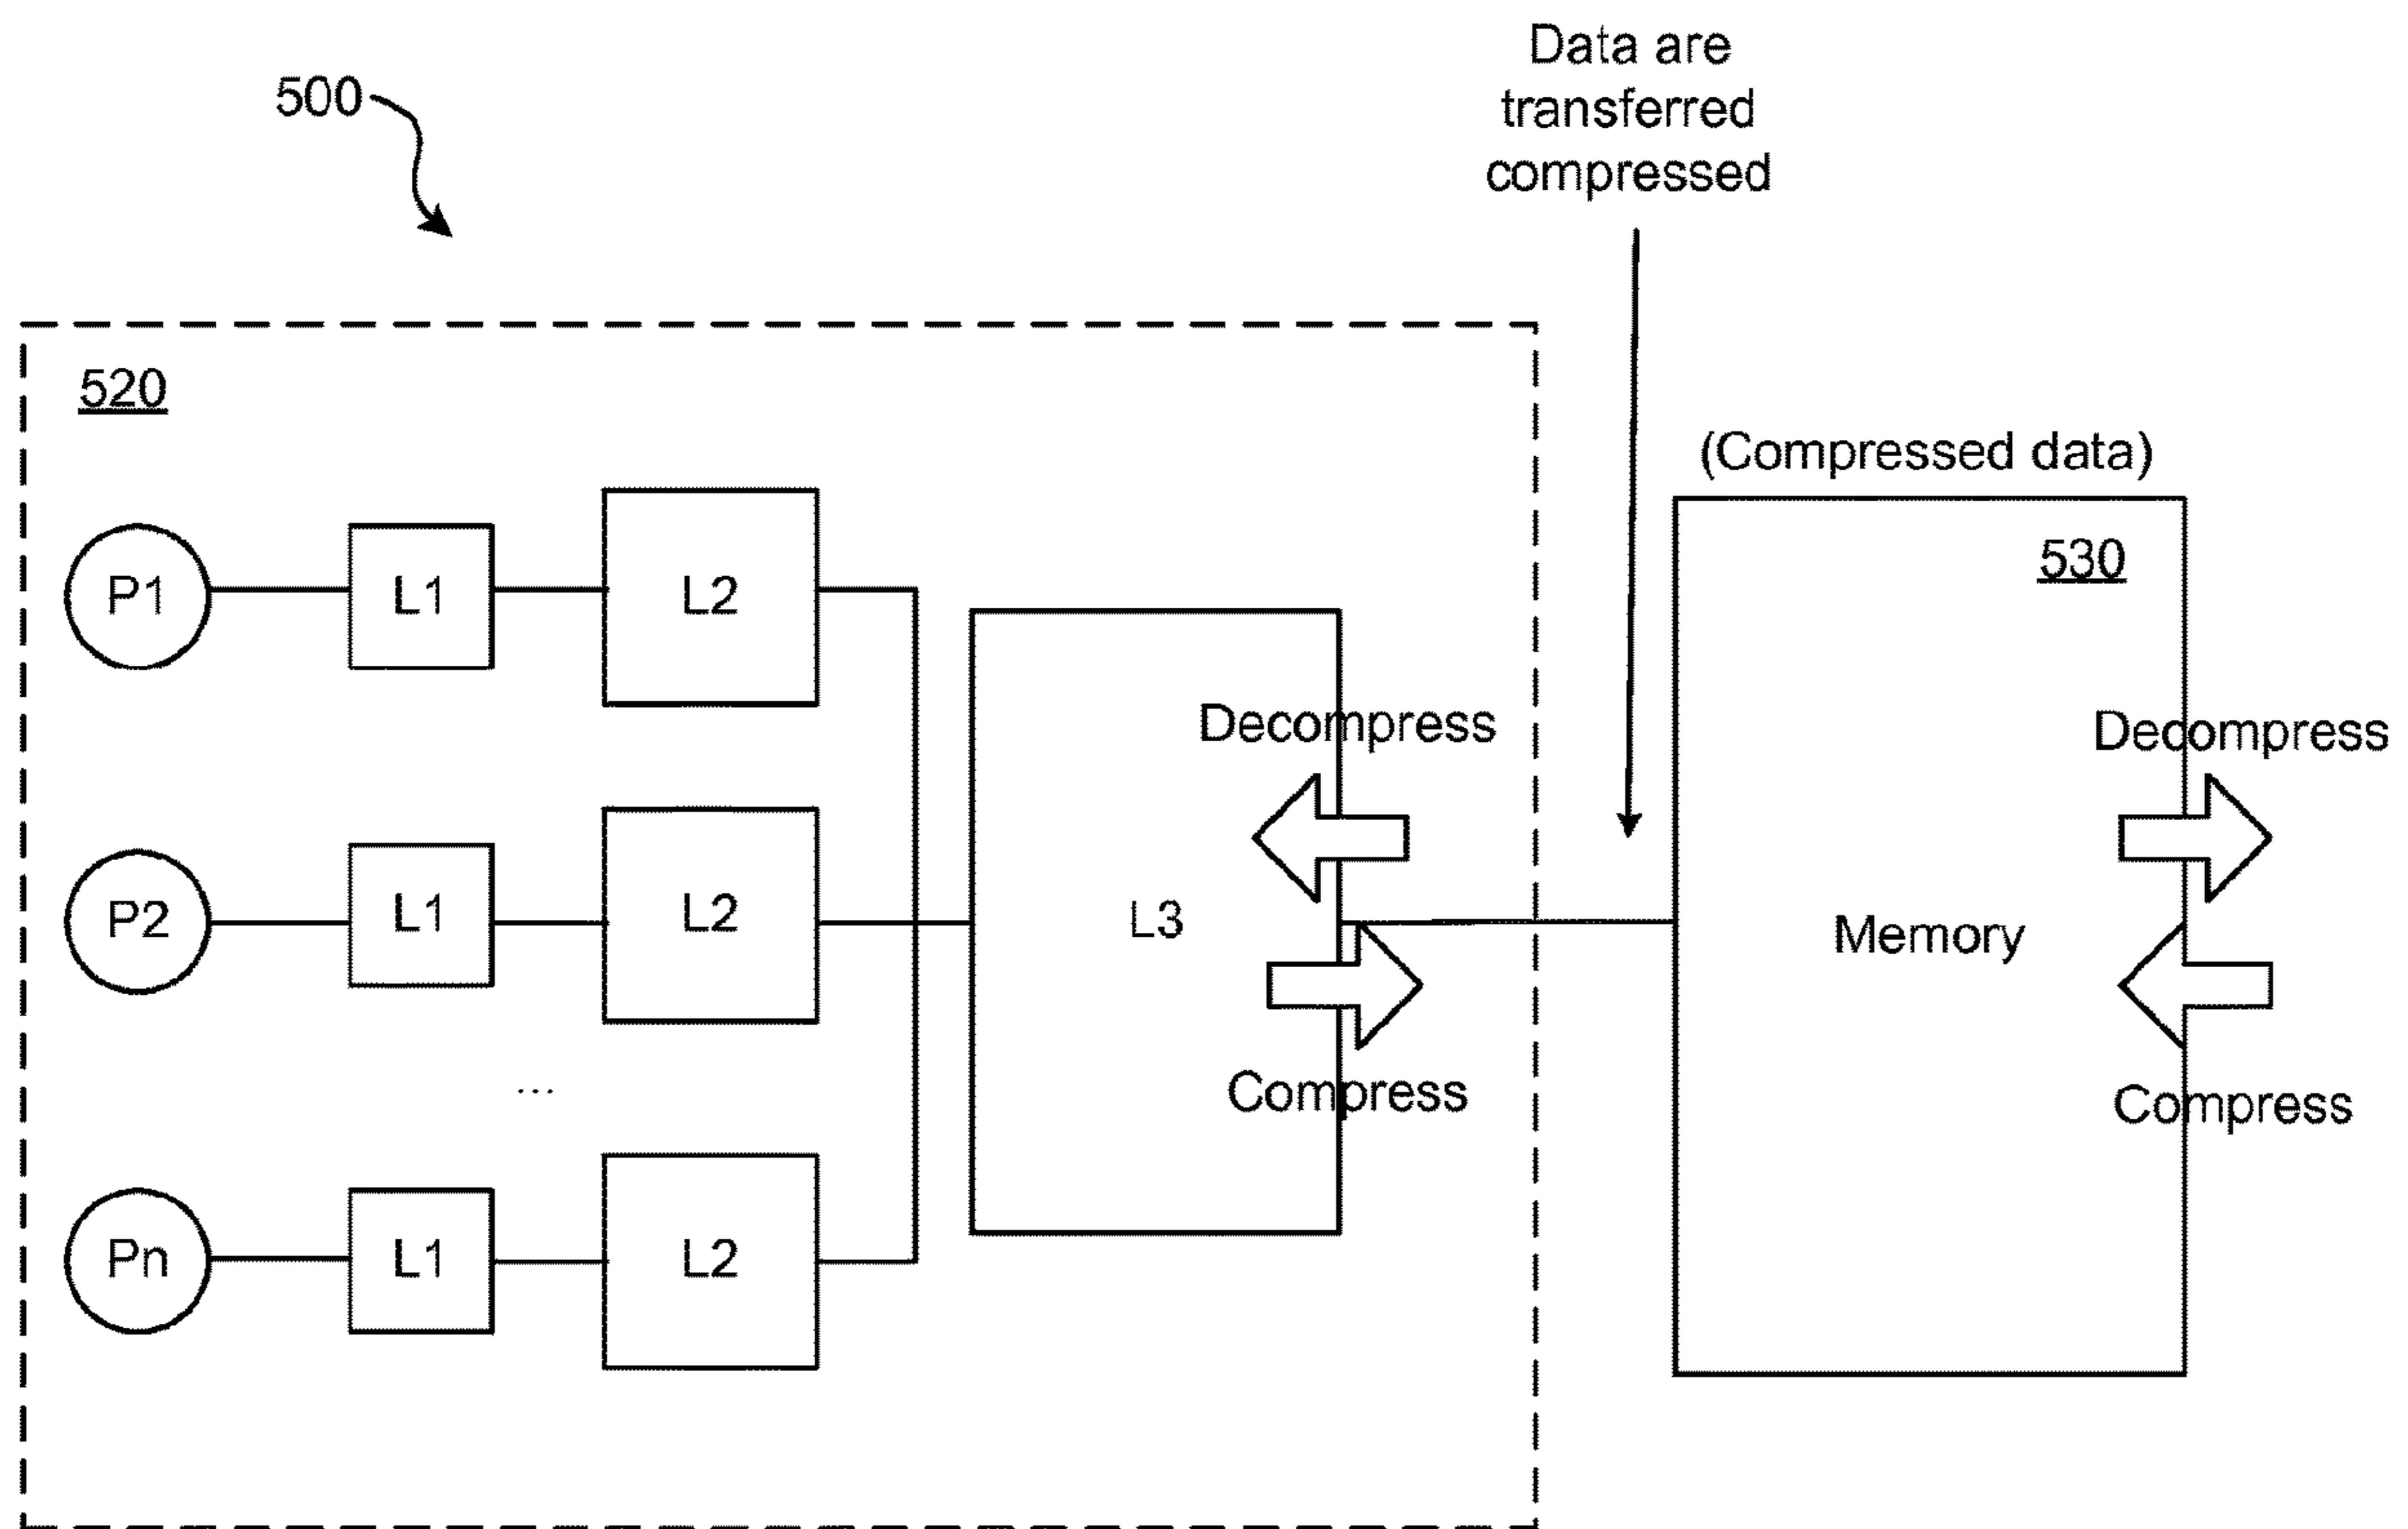 Data are
transferred
compressed
500
520
(Compressed data)
530
P1
L1
L2
Decompress
Decompress
P2
L1
L2
L3
Memory
...
Compress
Compress
Pn
L1
L2